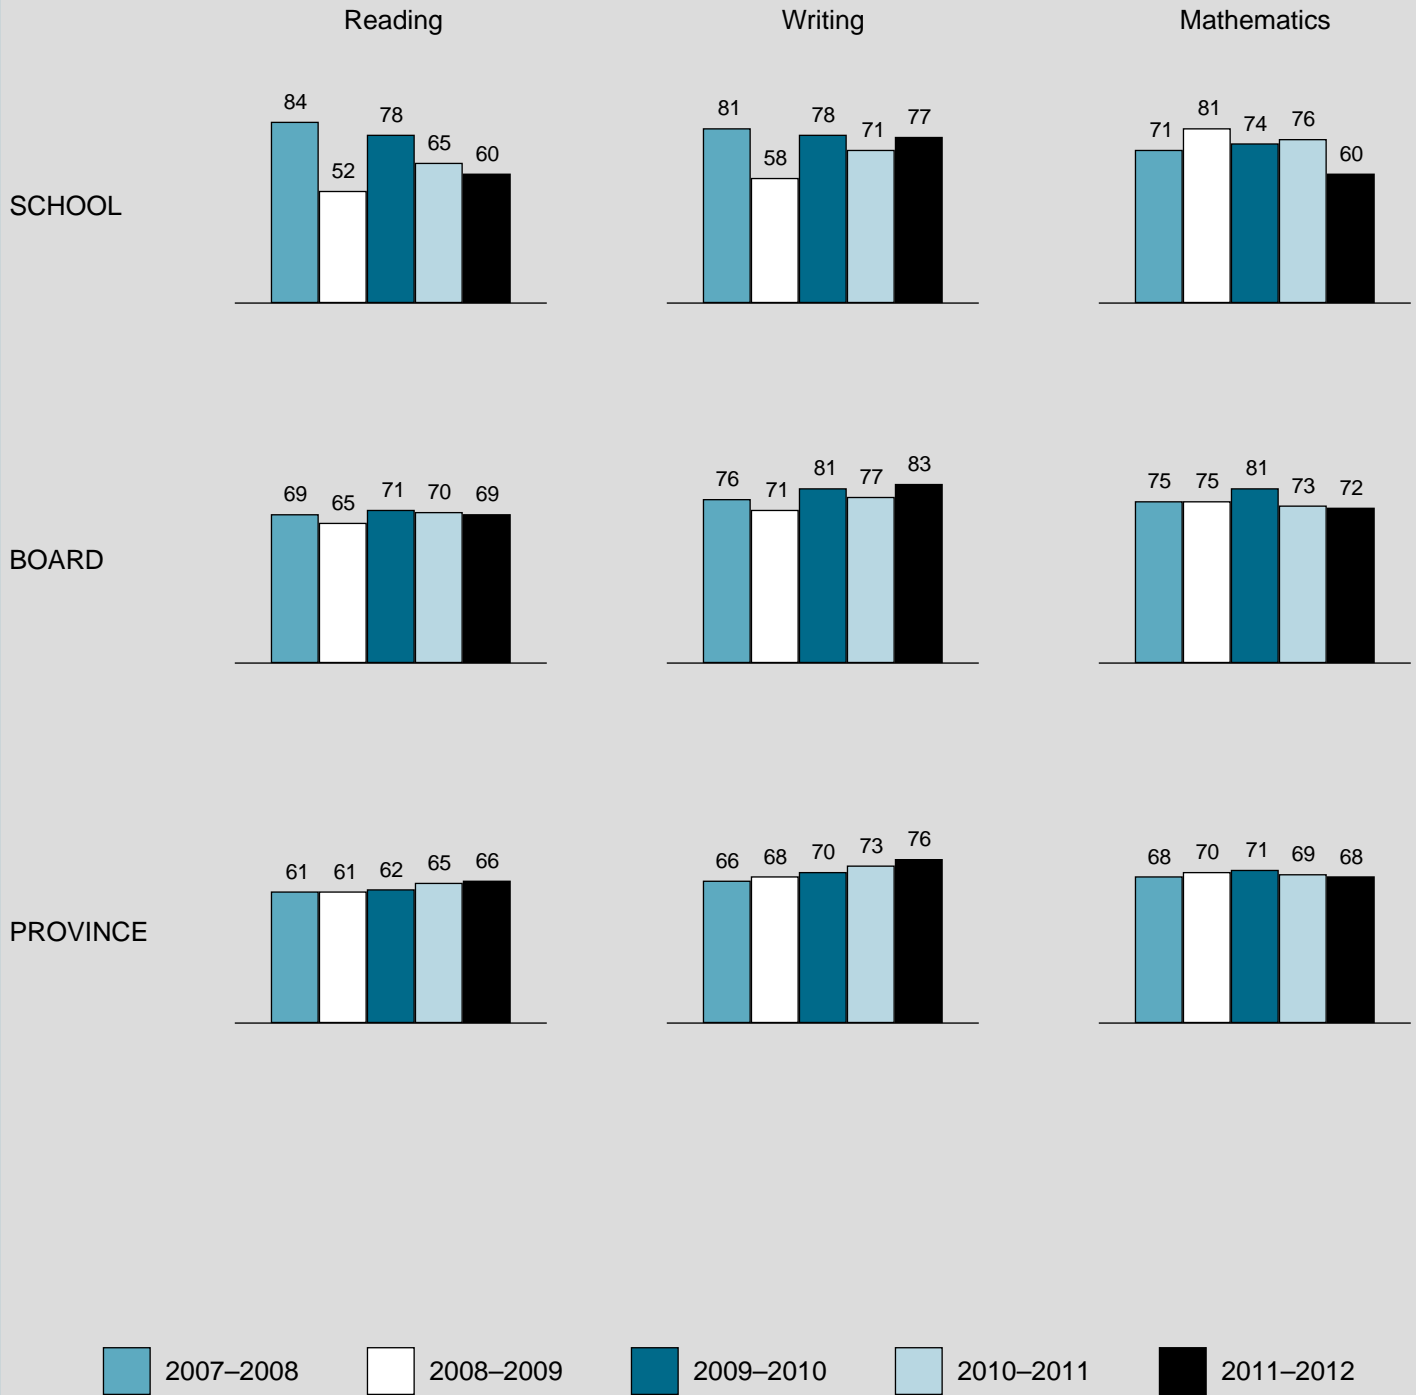 Reading Writing Mathematics
SCHOOL
84 52 78 65 60
81 58 78 71 77
71 81 74 76 60
BOARD
69 65 71 70 69
76 71 81 77 83
75 75 81 73 72
PROVINCE
61 61 62 65 66
66 68 70 73 76
68 70 71 69 68
2007–2008 2008–2009 2009–2010 2010–2011 2011–2012